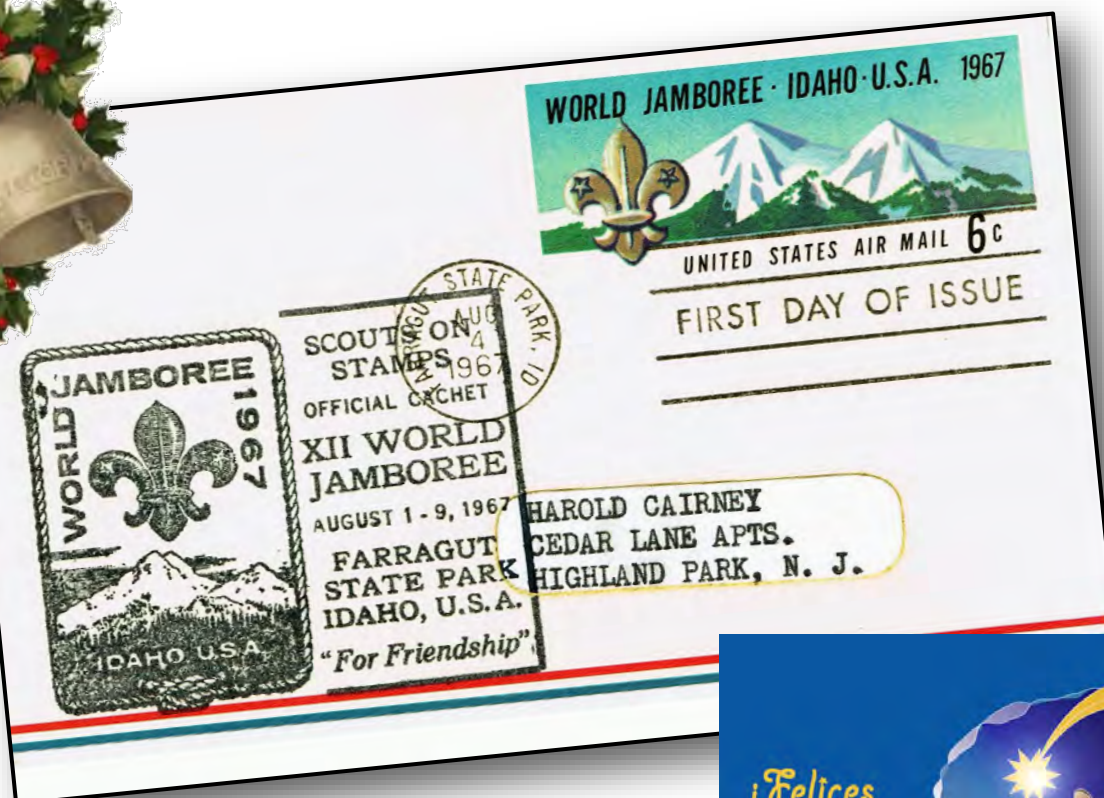 WORLD JAMBOREE · IDAHO · U.S.A. 1967
UNITED STATES AIR MAIL 6c
FIRST DAY OF ISSUE
STATE PARK, ID
AUG
4
1967
WORLD JAMBOREE 1967
IDAHO U.S.A.
SCOUTS ON
STAMPS
OFFICIAL CACHET
XII WORLD
JAMBOREE
AUGUST 1 - 9, 1967
FARRAGUT
STATE PARK
IDAHO, U.S.A.
"For Friendship"
HAROLD CAIRNEY
CEDAR LANE APTS.
HIGHLAND PARK, N. J.
¡Felices